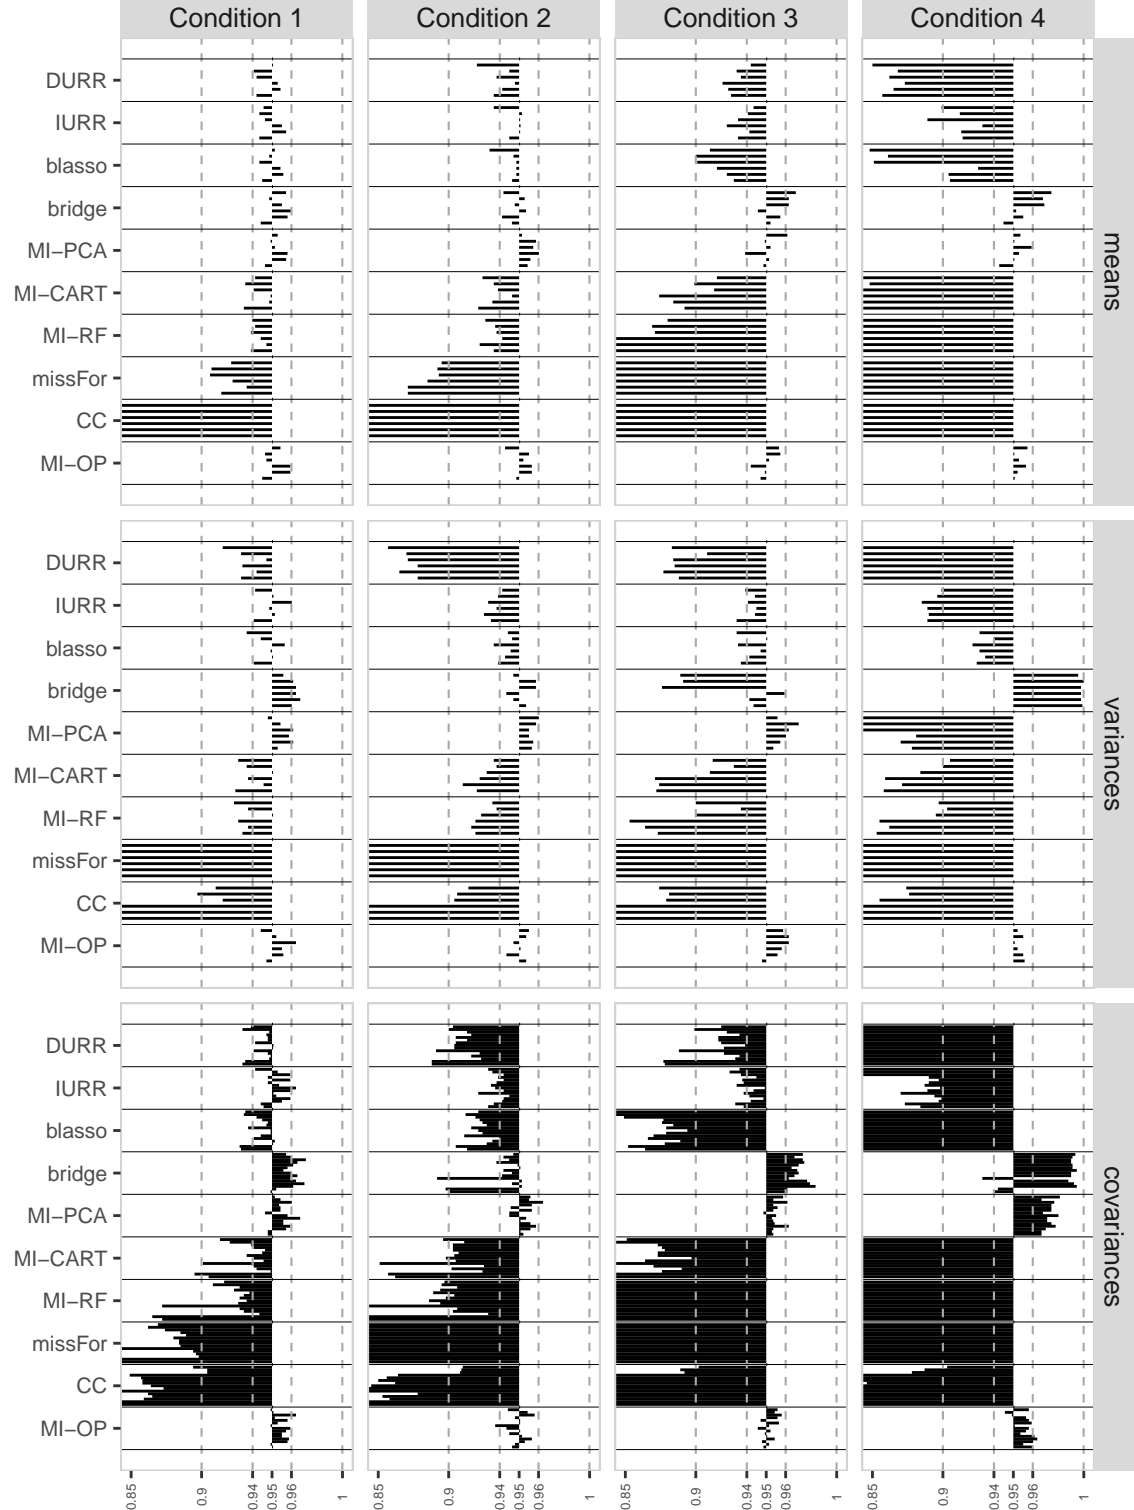 Condition 1 Condition 2 Condition 3 Condition 4
DURR
IURR
blasso
bridge
MI−PCA
MI−CART
MI−RF
missFor
CC
MI−OP
means
DURR
IURR
blasso
bridge
MI−PCA
MI−CART
MI−RF
missFor
CC
MI−OP
variances
DURR
IURR
blasso
bridge
MI−PCA
MI−CART
MI−RF
missFor
CC
MI−OP
covariances
0.85 0.9 0.94 0.95 0.96 1 0.85 0.9 0.94 0.95 0.96 1 0.85 0.9 0.94 0.95 0.96 1 0.85 0.9 0.94 0.95 0.96 1